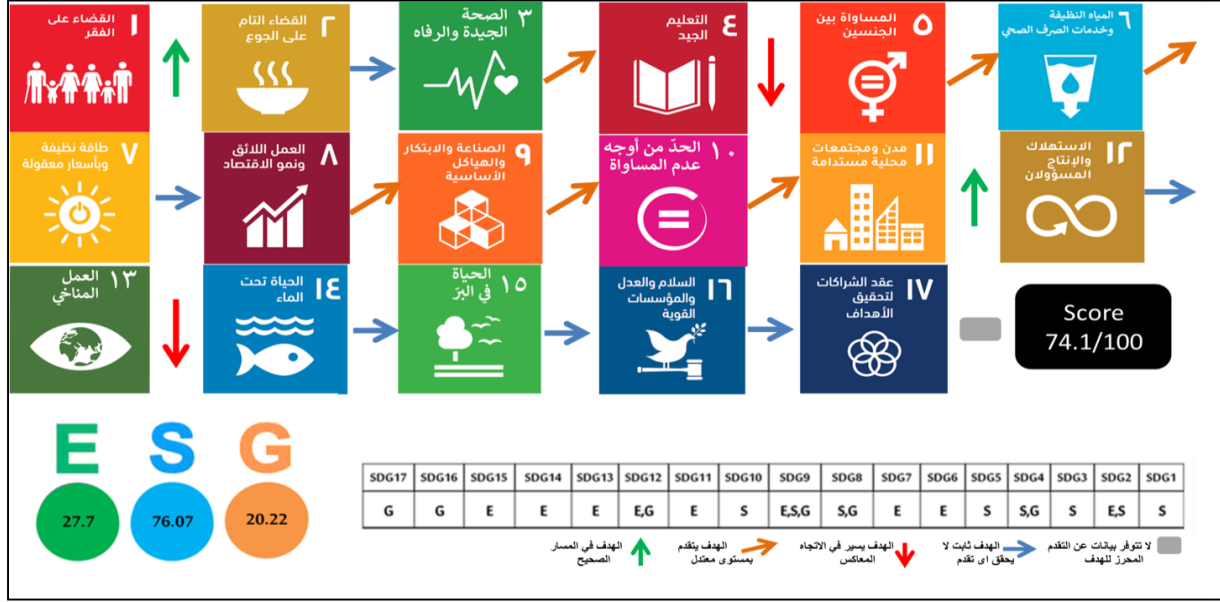 ١ القضاء على
الفقر
٢ القضاء التام
على الجوع
٣ الصحة
الجيدة والرفاه
٤ التعليم
الجيد
٥ المساواة بين
الجنسين
٦ المياه النظيفة
وخدمات الصرف الصحي
٧ طاقة نظيفة
وبأسعار معقولة
٨ العمل اللائق
ونمو الاقتصاد
٩ الصناعة والابتكار
والهياكل
الأساسية
١٠ الحدّ من أوجه
عدم المساواة
١١ مدن ومجتمعات
محلية مستدامة
١٢ الاستهلاك
والإنتاج
المسؤولان
١٣ العمل
المناخي
١٤ الحياة تحت
الماء
١٥ الحياة
في البرّ
١٦ السلام والعدل
والمؤسسات
القوية
١٧ عقد الشراكات
لتحقيق
الأهداف
Score
74.1/100
E S G
27.7 76.07 20.22
SDG17 SDG16 SDG15 SDG14 SDG13 SDG12 SDG11 SDG10 SDG9 SDG8 SDG7 SDG6 SDG5 SDG4 SDG3 SDG2 SDG1
G G E E E E,G E S E,S,G S,G E E S S,G S E,S S
لا تتوفر بيانات عن التقدم
المحرز للهدف
الهدف ثابت لا
يحقق اى تقدم
الهدف يسير في الاتجاه
المعاكس
الهدف يتقدم
بمستوى معتدل
الهدف في المسار
الصحيح